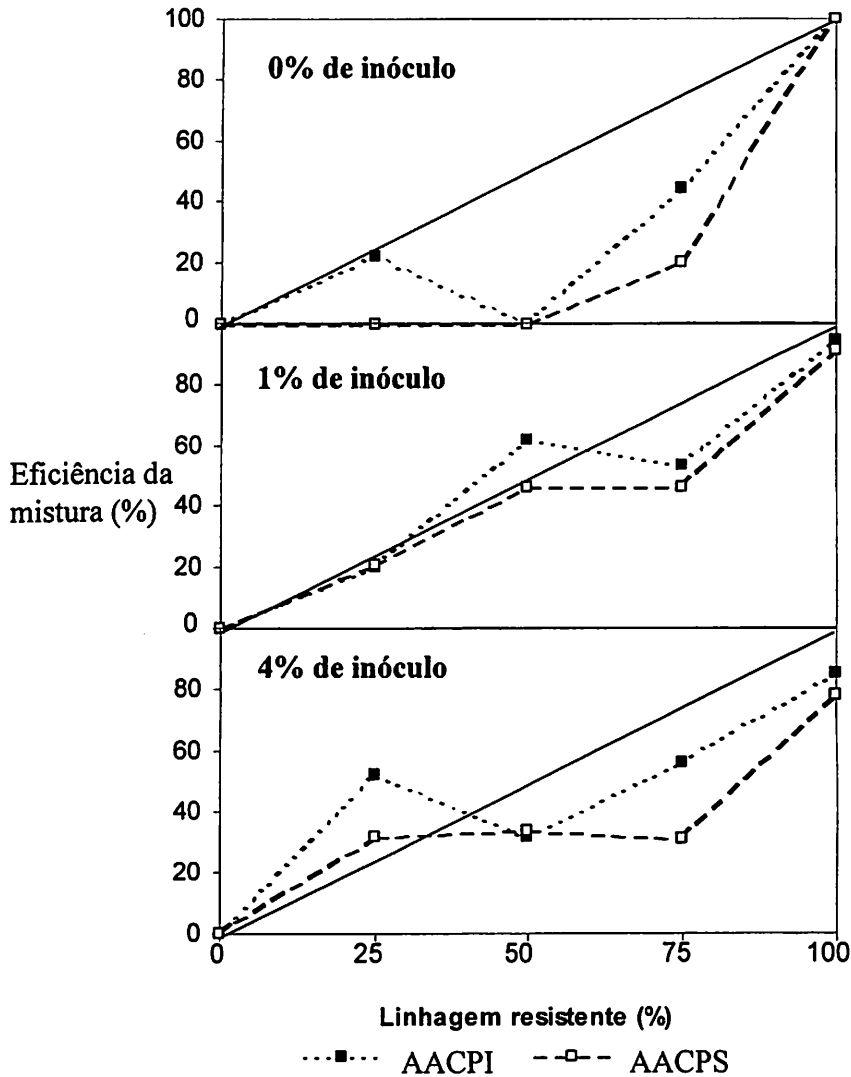 100
80
60
40
20
0
0% de inóculo
80
60
40
20
0
1% de inóculo
Eficiência da
mistura (%)
80
60
40
20
0
4% de inóculo
0 25 50 75 100
Linhagem resistente (%)
AACPI AACPS